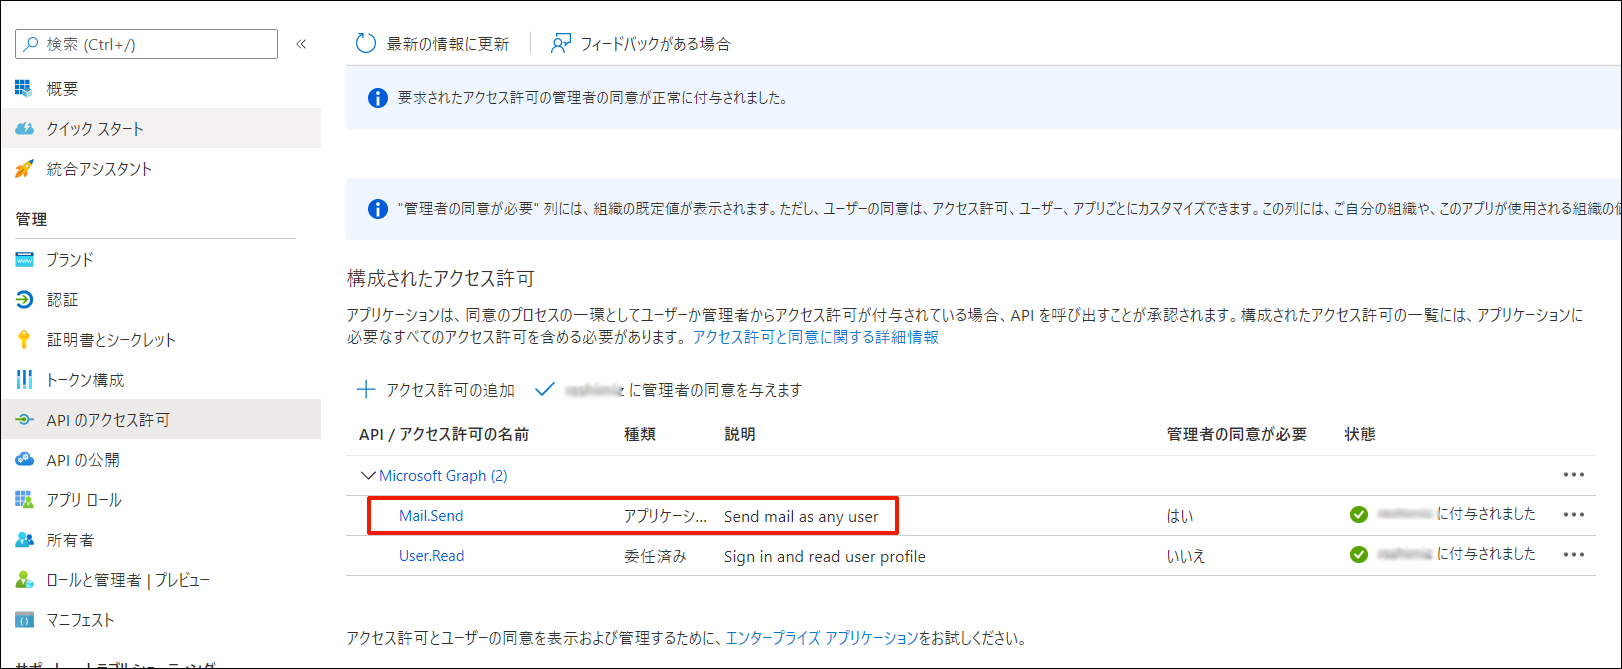 検索 (Ctrl+/)
«
最新の情報に更新
フィードバックがある場合
概要
クイック スタート
統合アシスタント
管理
ブランド
認証
証明書とシークレット
トークン構成
API のアクセス許可
API の公開
アプリ ロール
所有者
ロールと管理者 | プレビュー
マニフェスト
サポート + トラブルシューティング
要求されたアクセス許可の管理者の同意が正常に付与されました。
"管理者の同意が必要" 列には、組織の既定値が表示されます。ただし、ユーザーの同意は、アクセス許可、ユーザー、アプリごとにカスタマイズできます。この列には、ご自分の組織や、このアプリが使用される組織の
構成されたアクセス許可
アプリケーションは、同意のプロセスの一環としてユーザーか管理者からアクセス許可が付与されている場合、API を呼び出すことが承認されます。構成されたアクセス許可の一覧には、アプリケーションに
必要なすべてのアクセス許可を含める必要があります。 アクセス許可と同意に関する詳細情報
アクセス許可の追加
に管理者の同意を与えます
API / アクセス許可の名前 種類 説明 管理者の同意が必要 状態
Microsoft Graph (2) •••
Mail.Send アプリケーシ... Send mail as any user はい に付与されました •••
User.Read 委任済み Sign in and read user profile いいえ に付与されました •••
アクセス許可とユーザーの同意を表示および管理するために、エンタープライズ アプリケーションをお試しください。